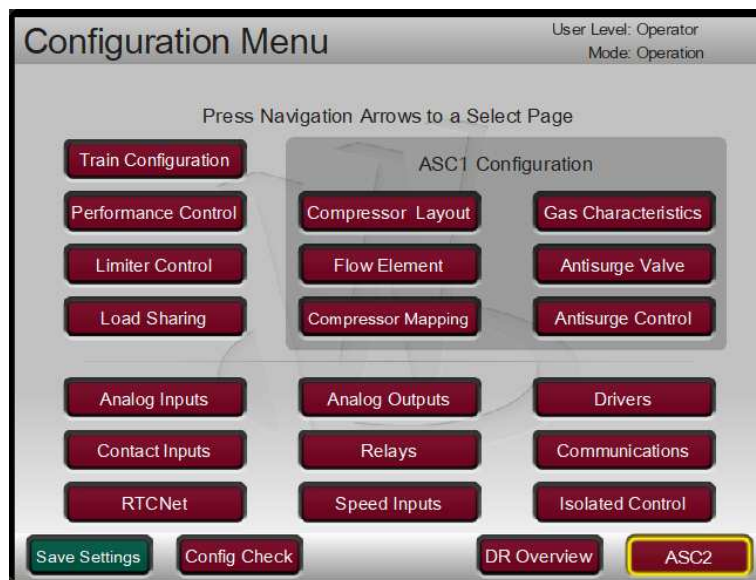 Configuration Menu
User Level: Operator
Mode: Operation
Press Navigation Arrows to a Select Page
Train Configuration
ASC1 Configuration
Performance Control
Compressor Layout
Gas Characteristics
Limiter Control
Flow Element
Antisurge Valve
Load Sharing
Compressor Mapping
Antisurge Control
Analog Inputs
Analog Outputs
Drivers
Contact Inputs
Relays
Communications
RTCNet
Speed Inputs
Isolated Control
Save Settings
Config Check
DR Overview
ASC2